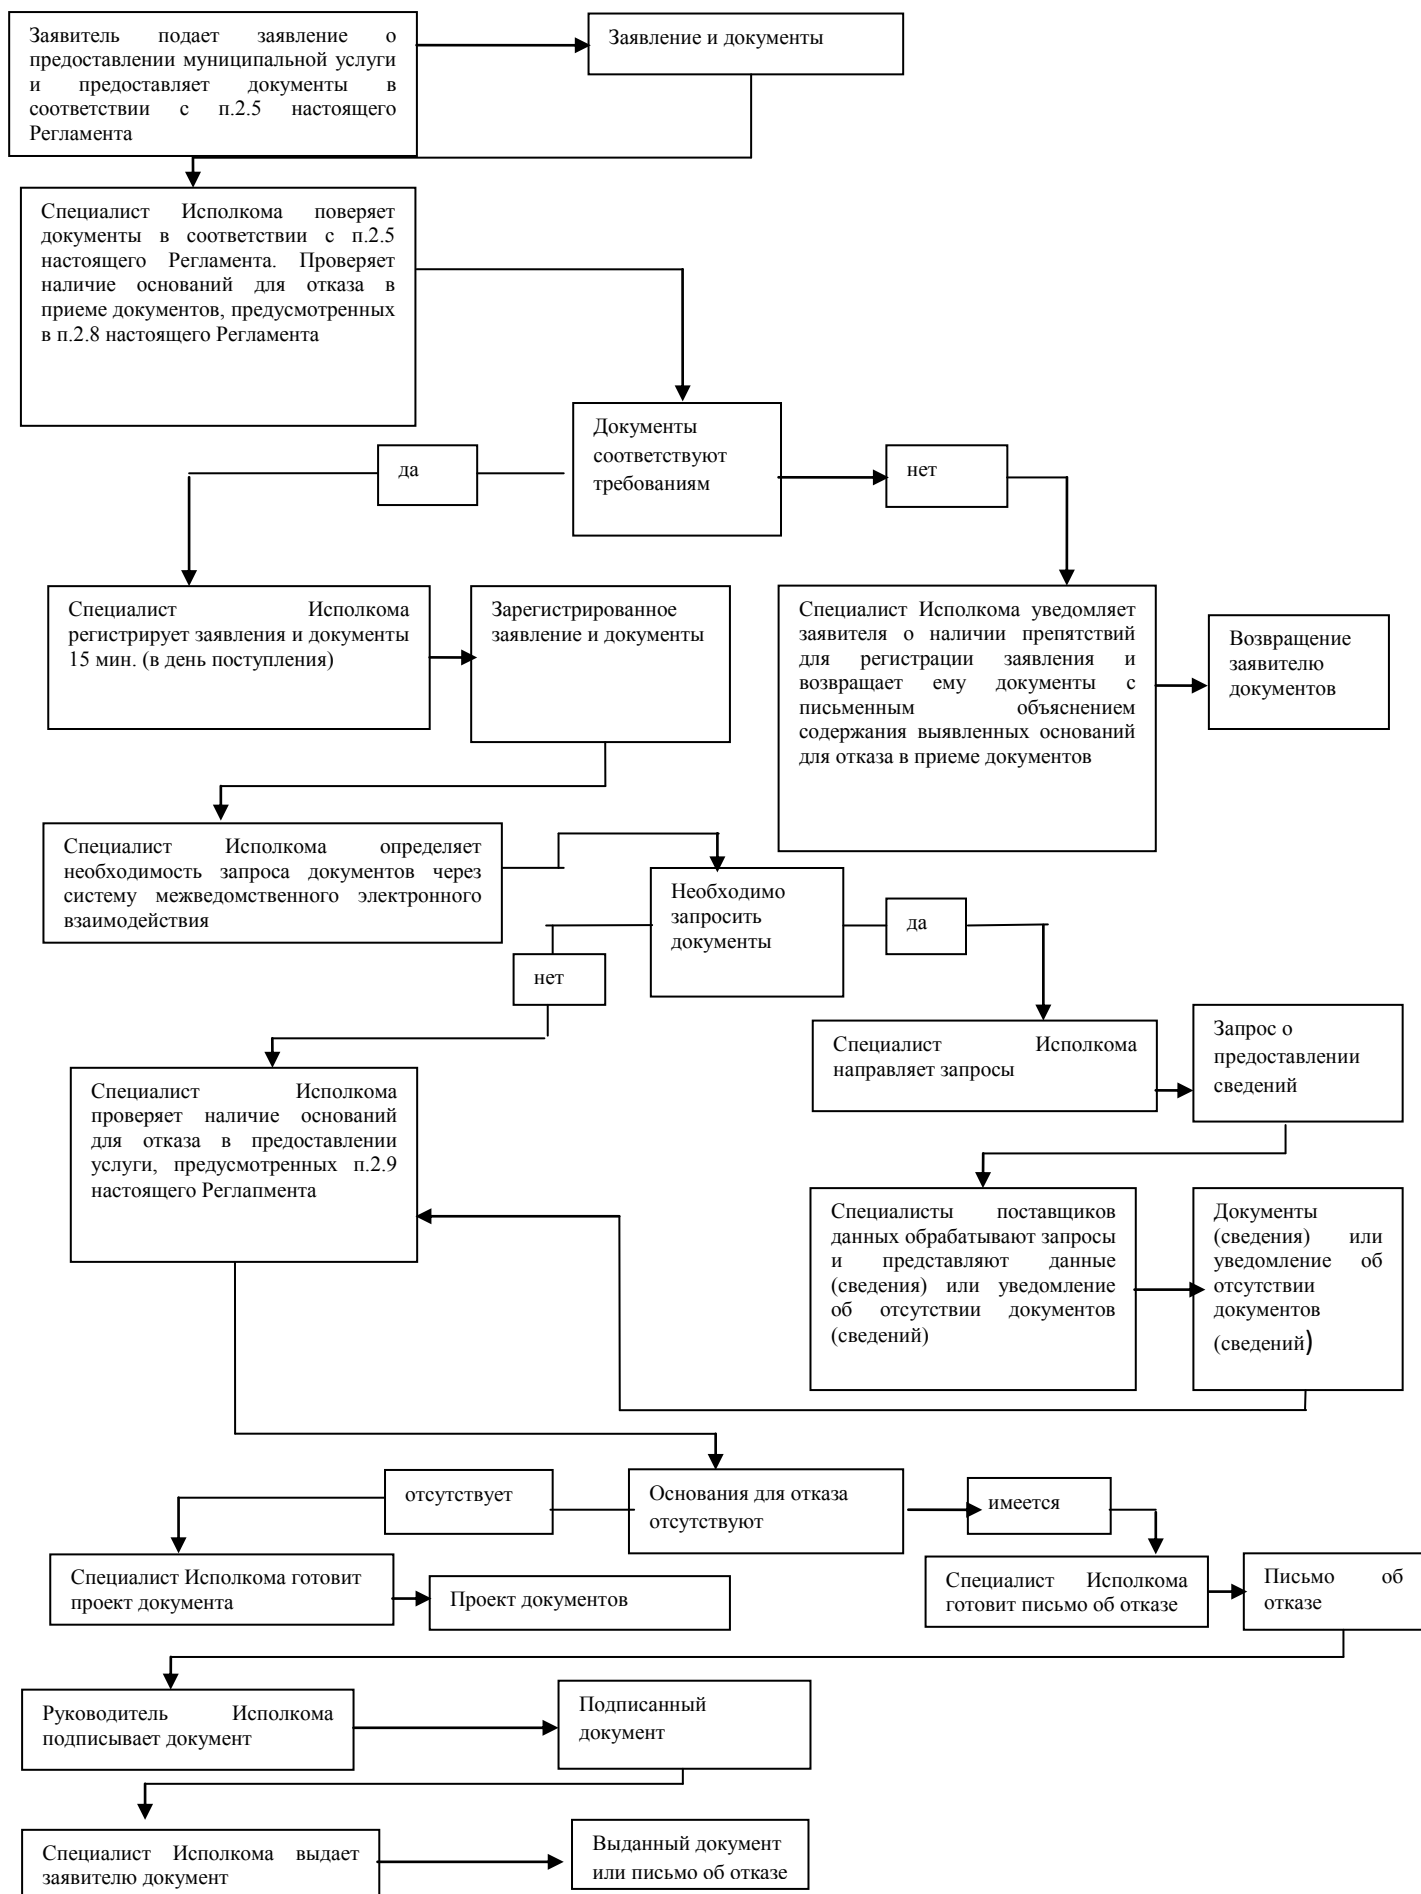 Заявитель подает заявление о
предоставлении муниципальной услуги
и предоставляет документы в
соответствии с п.2.5 настоящего
Регламента
Заявление и документы
Специалист Исполкома поверяет
документы в соответствии с п.2.5
настоящего Регламента. Проверяет
наличие оснований для отказа в
приеме документов, предусмотренных
в п.2.8 настоящего Регламента
Документы
соответствуют
требованиям
да
нет
Специалист Исполкома
регистрирует заявления и документы
15 мин. (в день поступления)
Зарегистрированное
заявление и документы
Специалист Исполкома уведомляет
заявителя о наличии препятствий
для регистрации заявления и
возвращает ему документы с
письменным объяснением
содержания выявленных оснований
для отказа в приеме документов
Возвращение
заявителю
документов
Специалист Исполкома определяет
необходимость запроса документов через
систему межведомственного электронного
взаимодействия
Необходимо
запросить
документы
да
нет
Специалист Исполкома
направляет запросы
Запрос о
предоставлении
сведений
Специалист Исполкома
проверяет наличие оснований
для отказа в предоставлении
услуги, предусмотренных п.2.9
настоящего Реглапмента
Специалисты поставщиков
данных обрабатывают запросы
и представляют данные
(сведения) или уведомление
об отсутствии документов
(сведений)
Документы
(сведения) или
уведомление об
отсутствии
документов
(сведений)
отсутствует
Основания для отказа
отсутствуют
имеется
Специалист Исполкома готовит
проект документа
Проект документов
Специалист Исполкома
готовит письмо об отказе
Письмо об
отказе
Руководитель Исполкома
подписывает документ
Подписанный
документ
Специалист Исполкома выдает
заявителю документ
Выданный документ
или письмо об отказе